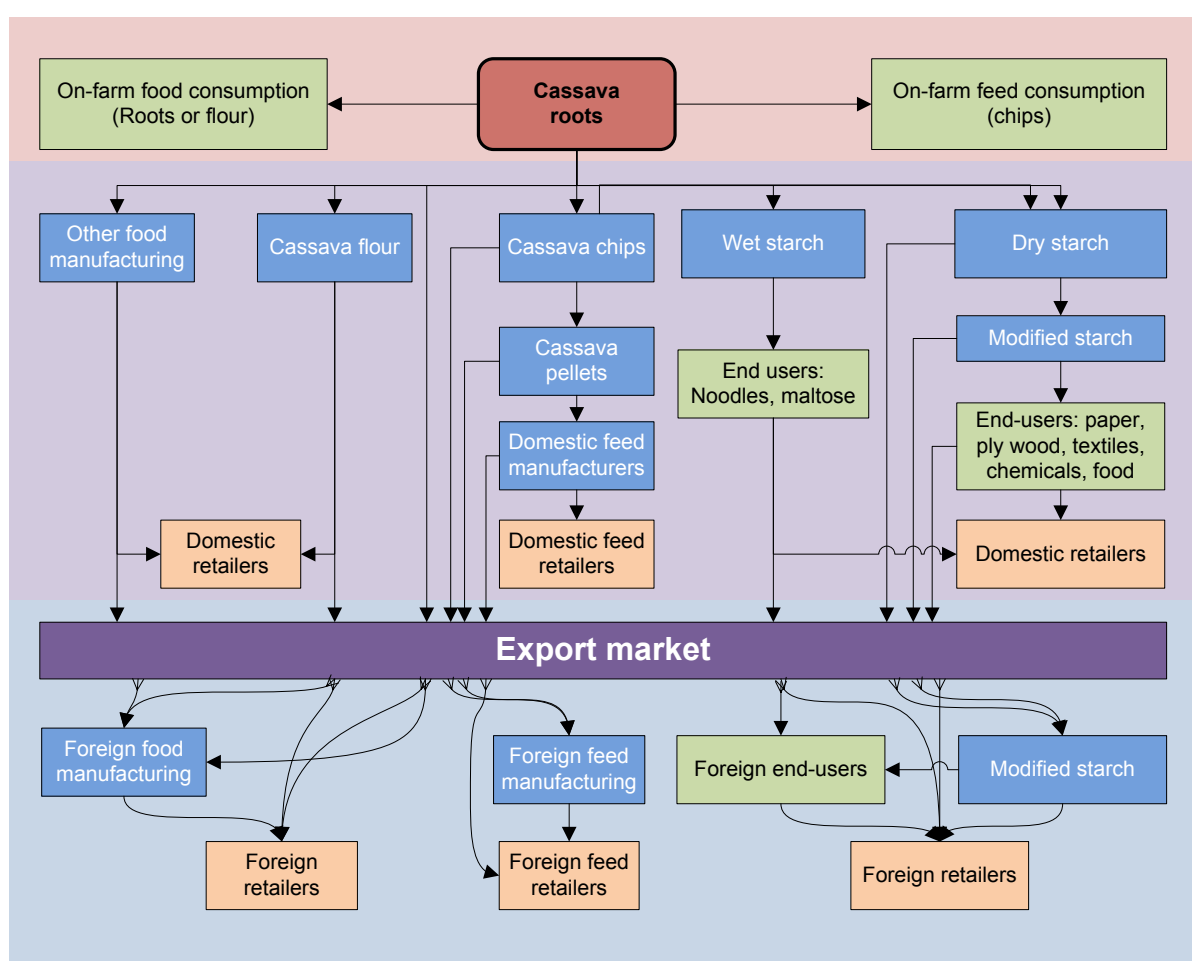 On-farm food consumption
(Roots or flour)
Cassava
roots
On-farm feed consumption
(chips)
Other food
manufacturing
Cassava flour
Cassava chips
Wet starch
Dry starch
Cassava
pellets
Modified starch
End users:
Noodles, maltose
Domestic feed
manufacturers
End-users: paper,
ply wood, textiles,
chemicals, food
Domestic
retailers
Domestic feed
retailers
Domestic retailers
Export market
Foreign food
manufacturing
Foreign feed
manufacturing
Foreign end-users
Modified starch
Foreign
retailers
Foreign feed
retailers
Foreign retailers